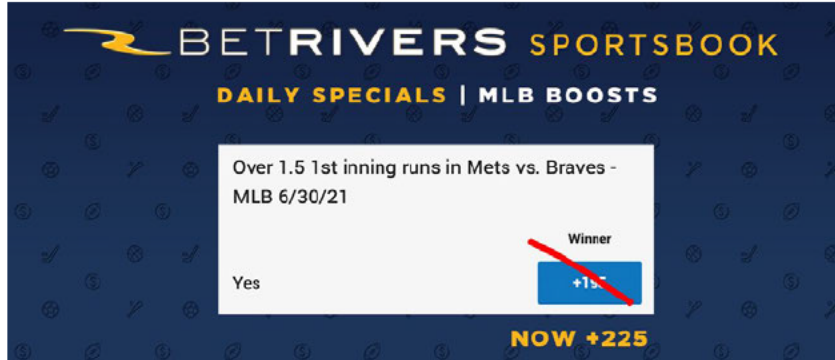 BETRIVERS SPORTSBOOK
DAILY SPECIALS | MLB BOOSTS
Over 1.5 1st inning runs in Mets vs. Braves -
MLB 6/30/21
Winner
Yes
NOW +225